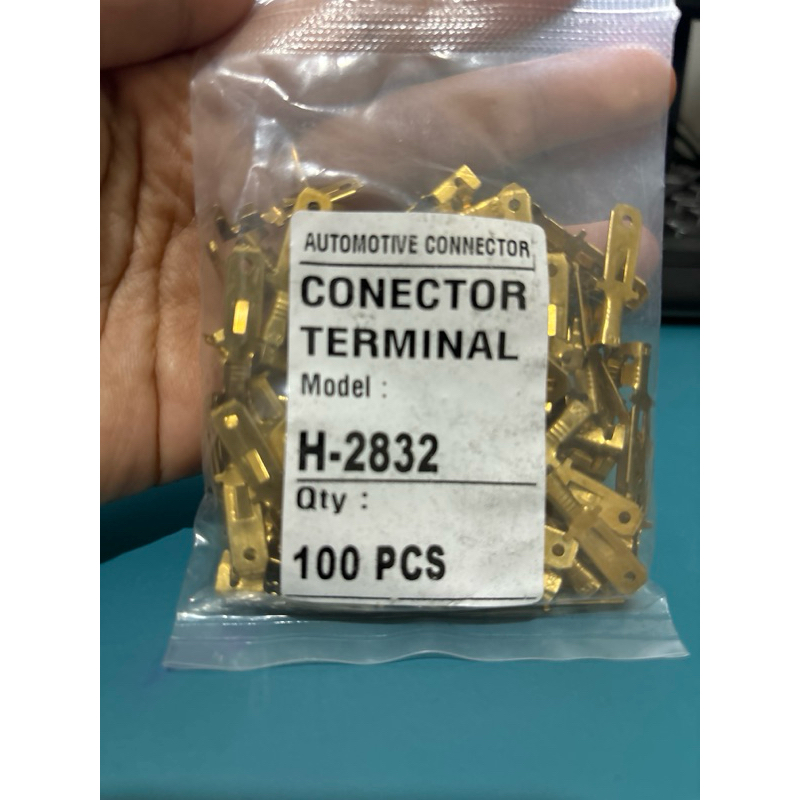 AUTOMOTIVE CONNECTOR
CONECTOR
TERMINAL
Model :
H-2832
Qty :
100 PCS